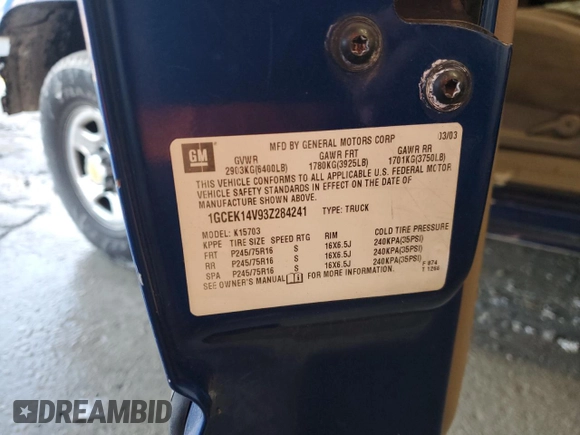 GM
MFD BY GENERAL MOTORS CORP 03/03
GVWR GAWR FRT GAWR RR
2903KG(6400LB) 1780KG(3925LB) 1701KG(3750LB)
THIS VEHICLE CONFORMS TO ALL APPLICABLE U.S. FEDERAL MOTOR
VEHICLE SAFETY STANDARDS IN EFFECT ON THE DATE OF
MANUFACTURE SHOWN ABOVE.
1GCEK14V93Z284241 TYPE: TRUCK
MODEL: K15703
KPPE TIRE SIZE SPEED RTG RIM COLD TIRE PRESSURE
FRT P245/75R16 S 16X6.5J 240KPA(35PSI)
RR P245/75R16 S 16X6.5J 240KPA(35PSI)
SPA P245/75R16 S 16X6.5J 240KPA(35PSI)
SEE OWNER'S MANUAL FOR MORE INFORMATION.
F 874
T 1266
DREAMBID